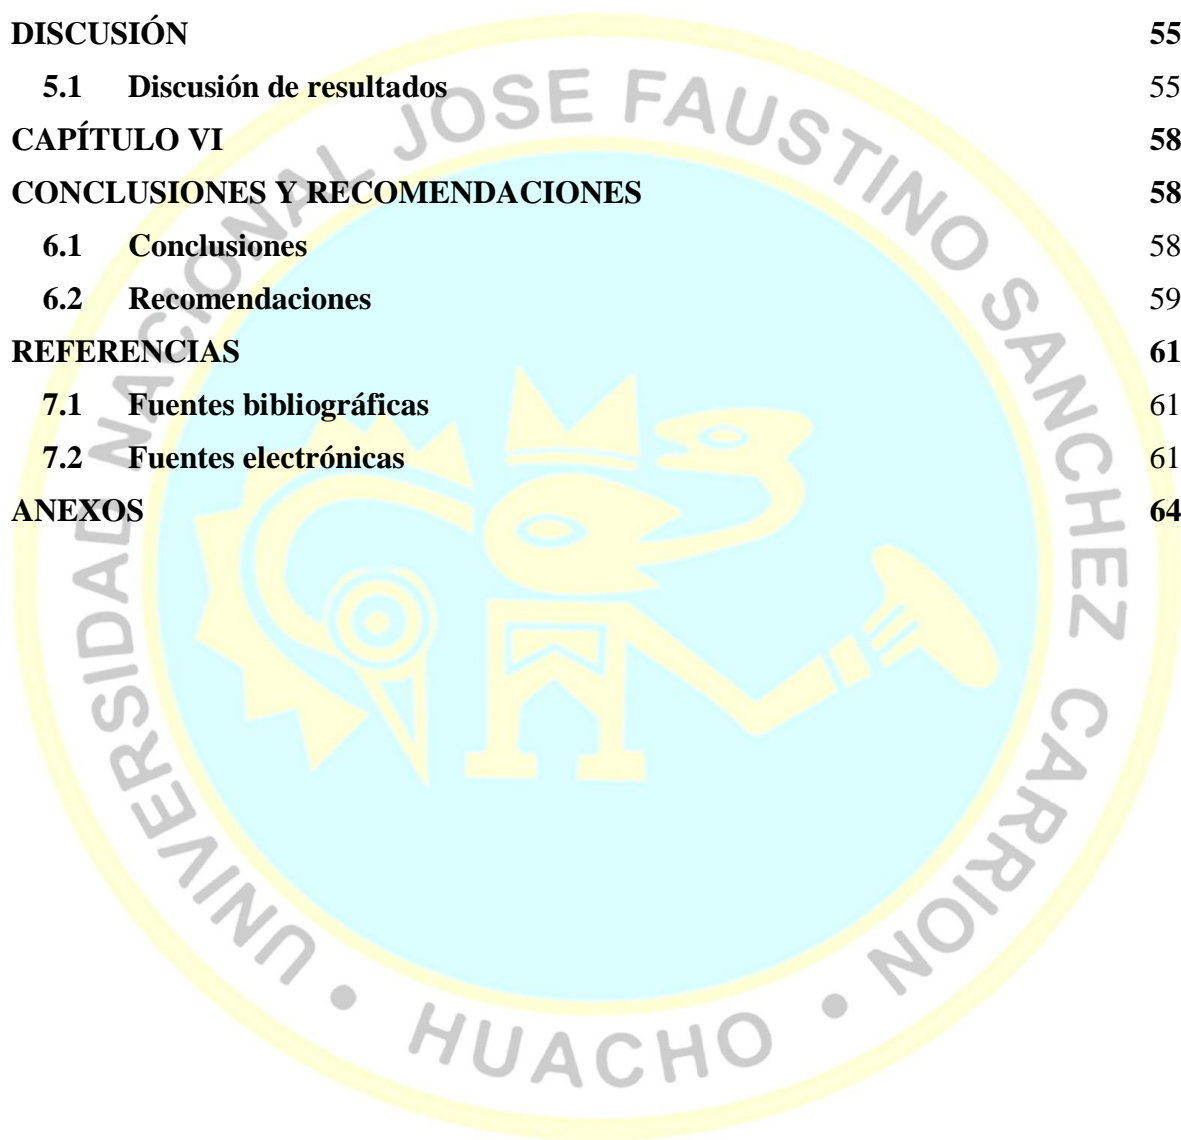 DISCUSIÓN 55
5.1 Discusión de resultados 55
CAPÍTULO VI 58
CONCLUSIONES Y RECOMENDACIONES 58
6.1 Conclusiones 58
6.2 Recomendaciones 59
REFERENCIAS 61
7.1 Fuentes bibliográficas 61
7.2 Fuentes electrónicas 61
ANEXOS 64
UNIVERSIDAD NACIONAL JOSE FAUSTINO SANCHEZ CARRION • HUACHO •